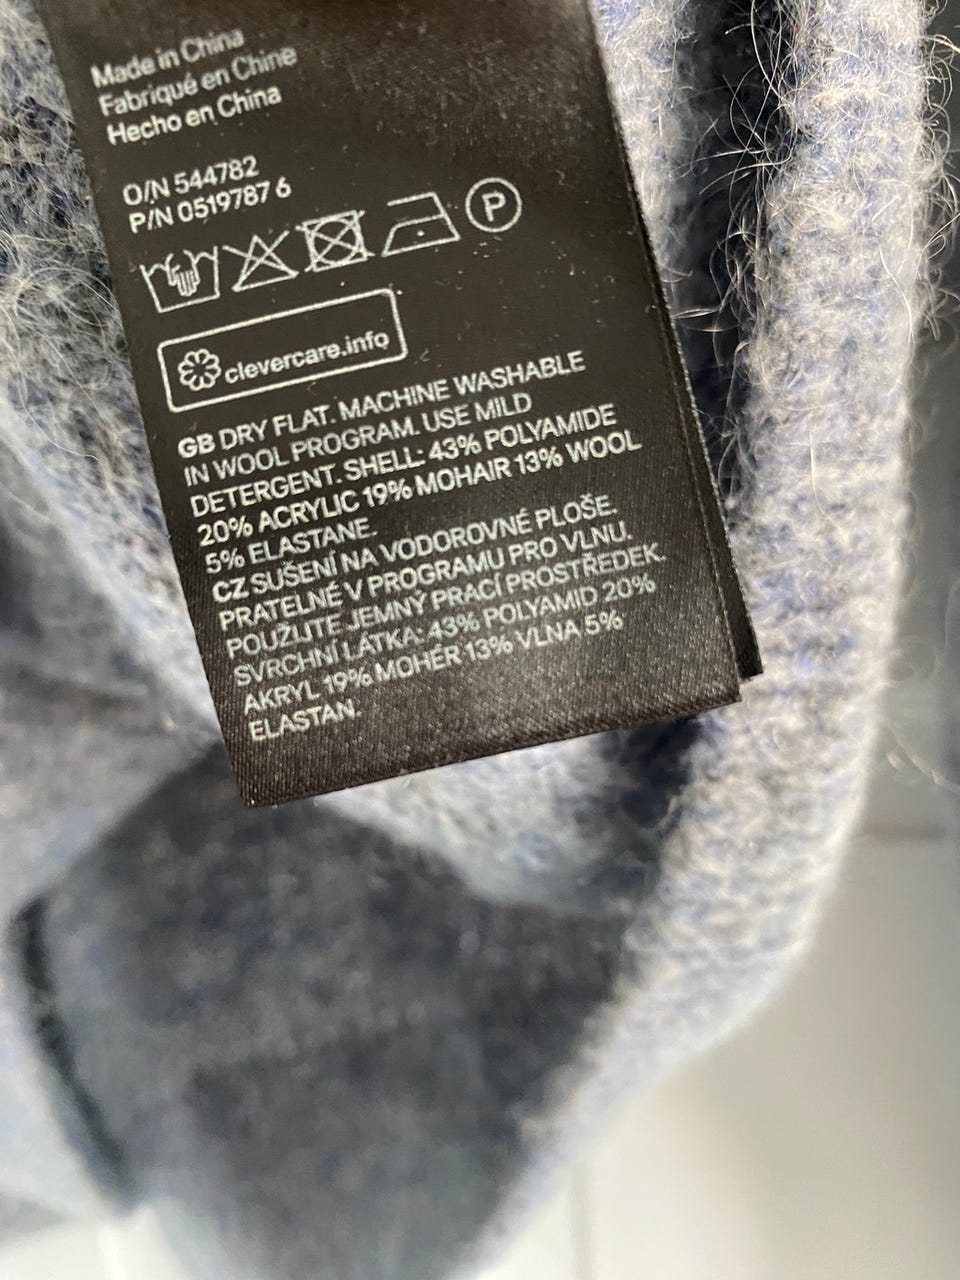 Made in China
Fabriqué en Chine
Hecho en China
O/N 544782
P/N 0519787 6
P
clevercare.info
GB DRY FLAT. MACHINE WASHABLE
IN WOOL PROGRAM. USE MILD
DETERGENT. SHELL: 43% POLYAMIDE
20% ACRYLIC 19% MOHAIR 13% WOOL
5% ELASTANE.
CZ SUŠENÍ NA VODOROVNÉ PLOŠE.
PRATELNÉ V PROGRAMU PRO VLNU.
POUŽIJTE JEMNÝ PRACÍ PROSTŘEDEK.
SVRCHNÍ LÁTKA: 43% POLYAMID 20%
AKRYL 19% MOHÉR 13% VLNA 5%
ELASTAN.